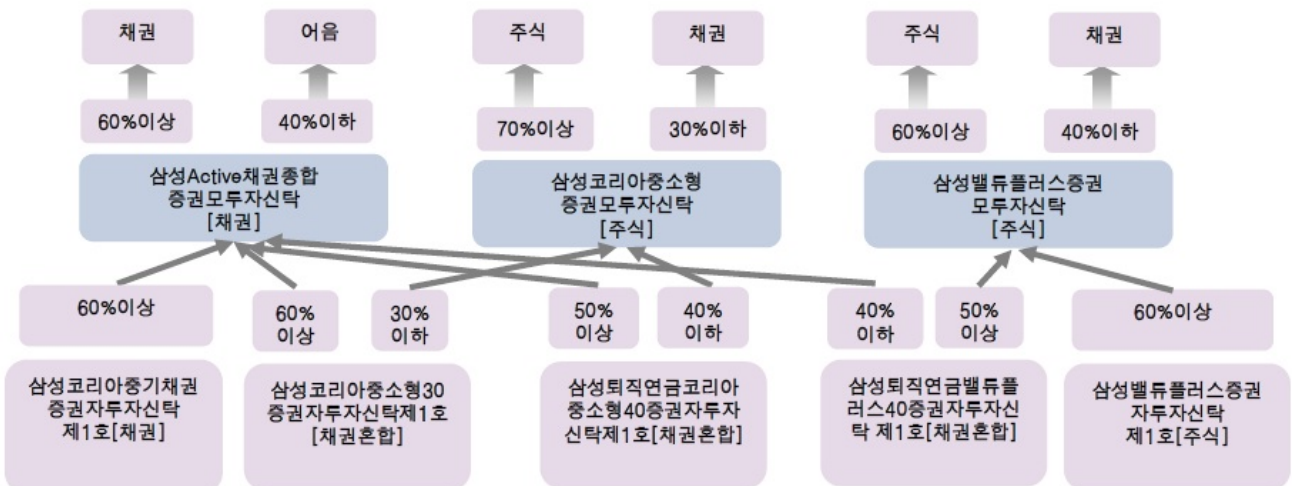 채권
어음
주식
채권
주식
채권
60%이상
40%이하
70%이상
30%이하
60%이상
40%이하
삼성Active채권종합
증권모투자신탁
[채권]
삼성코리아중소형
증권모투자신탁
[주식]
삼성밸류플러스증권
모투자신탁
[주식]
60%이상
60%
이상
30%
이하
50%
이상
40%
이하
40%
이하
50%
이상
60%이상
삼성코리아중기채권
증권자투자신탁
제1호[채권]
삼성코리아중소형30
증권자투자신탁제1호
[채권혼합]
삼성퇴직연금코리아
중소형40증권자투자
신탁제1호[채권혼합]
삼성퇴직연금밸류플
러스40증권자투자신
탁 제1호[채권혼합]
삼성밸류플러스증권
자투자신탁
제1호[주식]